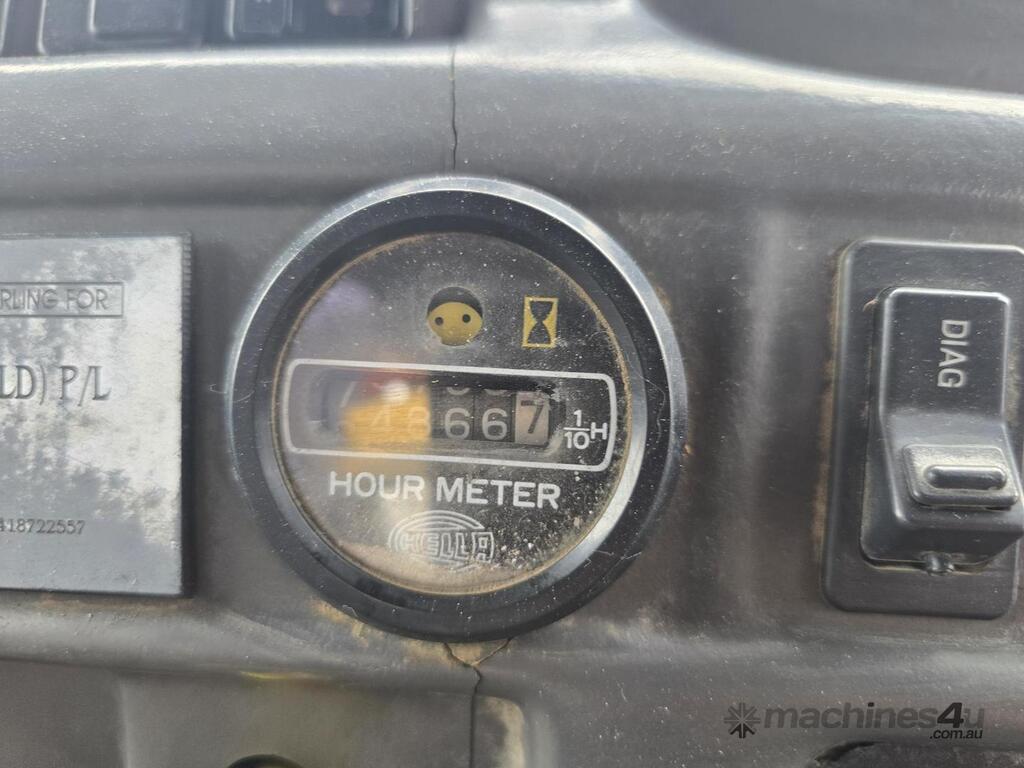 RLING FOR
LD) P/L
418722557
48667
1/10 H
HOUR METER
HELLA
DIAG
machines4u
.com.au